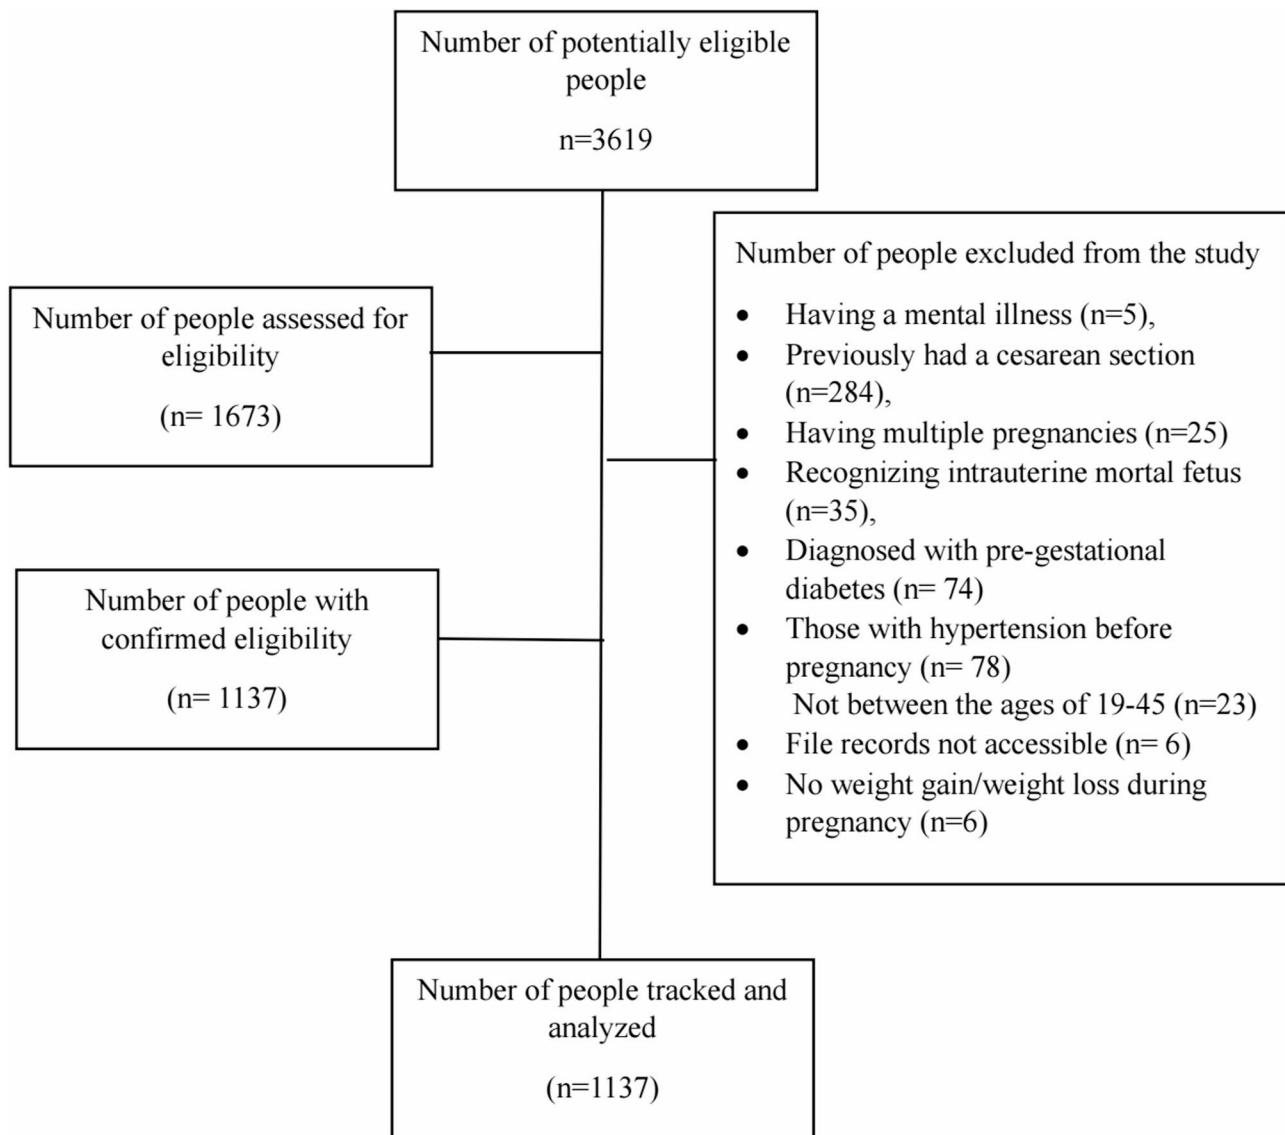 Number of potentially eligible
people
n=3619
Number of people excluded from the study
• Having a mental illness (n=5),
• Previously had a cesarean section
(n=284),
• Having multiple pregnancies (n=25)
• Recognizing intrauterine mortal fetus
(n=35),
• Diagnosed with pre-gestational
diabetes (n= 74)
• Those with hypertension before
pregnancy (n= 78)
Not between the ages of 19-45 (n=23)
• File records not accessible (n= 6)
• No weight gain/weight loss during
pregnancy (n=6)
Number of people assessed for
eligibility
(n= 1673)
Number of people with
confirmed eligibility
(n= 1137)
Number of people tracked and
analyzed
(n=1137)